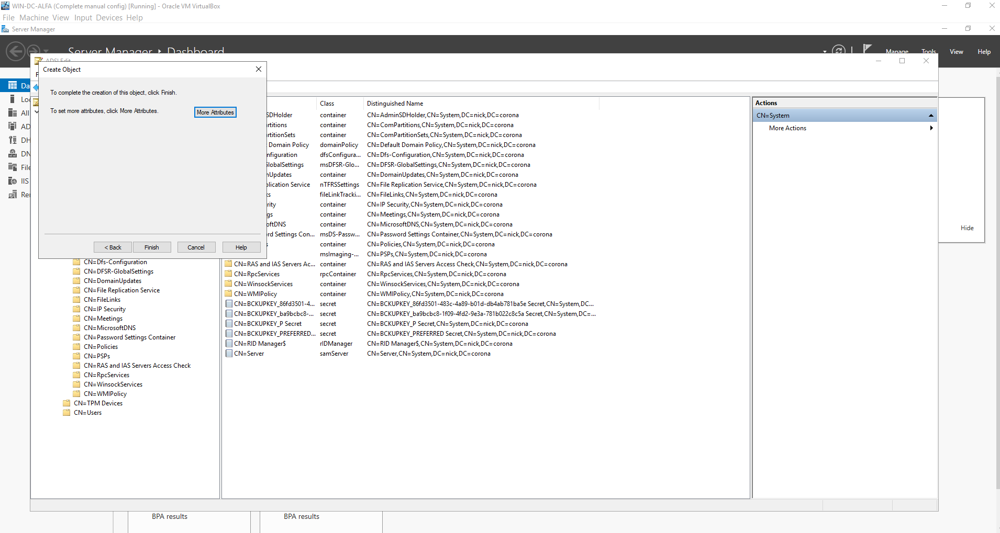 WIN-DC-ALFA (Complete manual config) [Running] - Oracle VM VirtualBox
File Machine View Input Devices Help
Server Manager
Server Manager ‣ Dashboard
Manage Tools View Help
ADSI Edit
Create Object
To complete the creation of this object, click Finish.
To set more attributes, click More Attributes.
More Attributes
< Back Finish Cancel Help
Da
Loc
All
AD
DH
DN
File
IIS
Rer
Class Distinguished Name
SDHolder container CN=AdminSDHolder,CN=System,DC=nick,DC=corona
rtitions container CN=ComPartitions,CN=System,DC=nick,DC=corona
rtitionSets container CN=ComPartitionSets,CN=System,DC=nick,DC=corona
Domain Policy domainPolicy CN=Default Domain Policy,CN=System,DC=nick,DC=corona
nfiguration dfsConfigura... CN=Dfs-Configuration,CN=System,DC=nick,DC=corona
GlobalSettings msDFSR-Glo... CN=DFSR-GlobalSettings,CN=System,DC=nick,DC=corona
nUpdates container CN=DomainUpdates,CN=System,DC=nick,DC=corona
plication Service nTFRSSettings CN=File Replication Service,CN=System,DC=nick,DC=corona
ks fileLinkTracki... CN=FileLinks,CN=System,DC=nick,DC=corona
rity container CN=IP Security,CN=System,DC=nick,DC=corona
gs container CN=Meetings,CN=System,DC=nick,DC=corona
oftDNS container CN=MicrosoftDNS,CN=System,DC=nick,DC=corona
rd Settings Con... msDS-Passw... CN=Password Settings Container,CN=System,DC=nick,DC=corona
s container CN=Policies,CN=System,DC=nick,DC=corona
msImaging-... CN=PSPs,CN=System,DC=nick,DC=corona
CN=RAS and IAS Servers Ac... container CN=RAS and IAS Servers Access Check,CN=System,DC=nick,DC=corona
CN=RpcServices rpcContainer CN=RpcServices,CN=System,DC=nick,DC=corona
CN=WinsockServices container CN=WinsockServices,CN=System,DC=nick,DC=corona
CN=WMIPolicy container CN=WMIPolicy,CN=System,DC=nick,DC=corona
CN=BCKUPKEY_86fd3501-4... secret CN=BCKUPKEY_86fd3501-483c-4a89-b01d-db4ab781ba5e Secret,CN=System,DC...
CN=BCKUPKEY_ba9bcbc8-... secret CN=BCKUPKEY_ba9bcbc8-1f09-4fd2-9e3a-781b022c8c5a Secret,CN=System,DC=...
CN=BCKUPKEY_P Secret secret CN=BCKUPKEY_P Secret,CN=System,DC=nick,DC=corona
CN=BCKUPKEY_PREFERRED... secret CN=BCKUPKEY_PREFERRED Secret,CN=System,DC=nick,DC=corona
CN=RID Manager$ rIDManager CN=RID Manager$,CN=System,DC=nick,DC=corona
CN=Server samServer CN=Server,CN=System,DC=nick,DC=corona
CN=Dfs-Configuration
CN=DFSR-GlobalSettings
CN=DomainUpdates
CN=File Replication Service
CN=FileLinks
CN=IP Security
CN=Meetings
CN=MicrosoftDNS
CN=Password Settings Container
CN=Policies
CN=PSPs
CN=RAS and IAS Servers Access Check
CN=RpcServices
CN=WinsockServices
CN=WMIPolicy
CN=TPM Devices
CN=Users
Actions
CN=System
More Actions
Hide
BPA results
BPA results